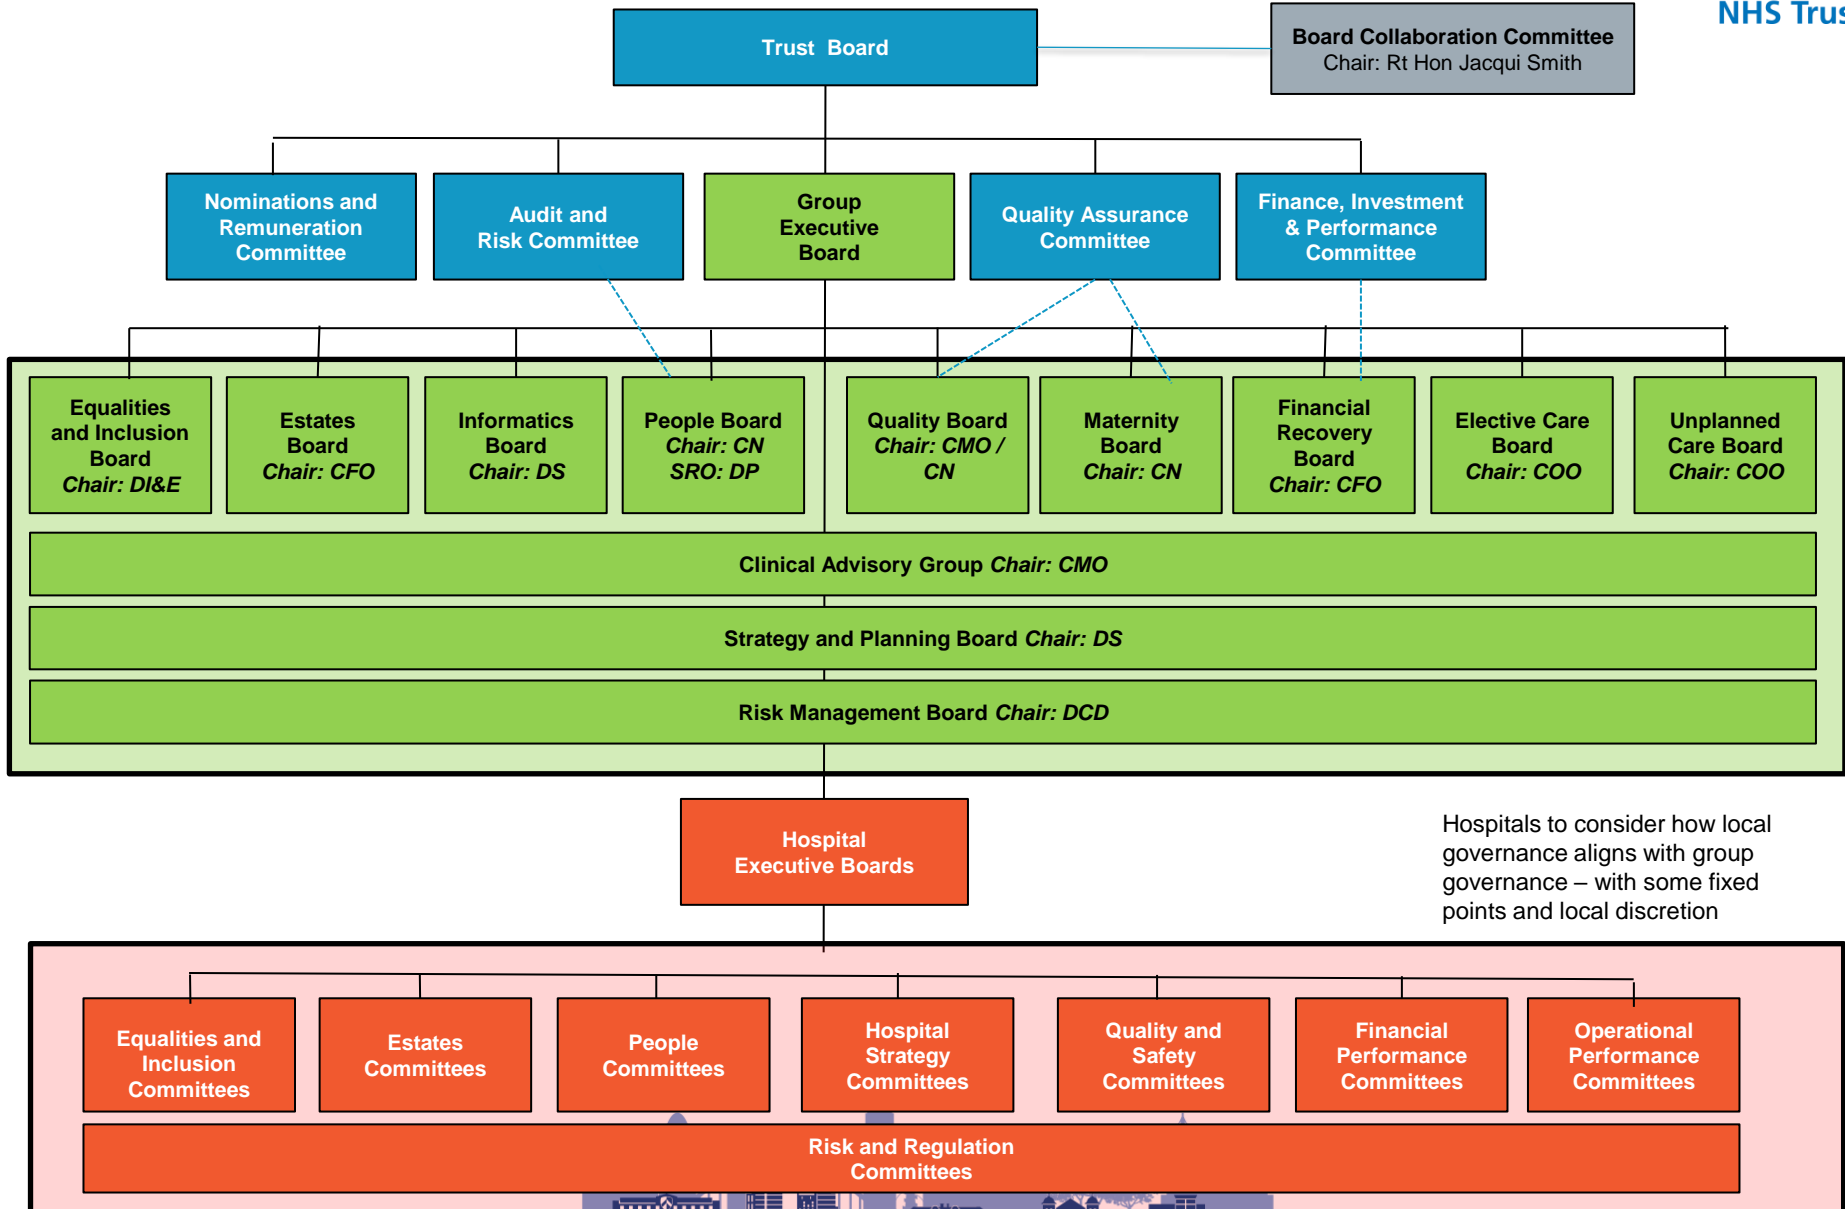 NHS Trus
Trust Board
Board Collaboration Committee
Chair: Rt Hon Jacqui Smith
Nominations and
Remuneration
Committee
Audit and
Risk Committee
Group
Executive
Board
Quality Assurance
Committee
Finance, Investment
& Performance
Committee
Equalities
and Inclusion
Board
Chair: DI&E
Estates
Board
Chair: CFO
Informatics
Board
Chair: DS
People Board
Chair: CN
SRO: DP
Quality Board
Chair: CMO /
CN
Maternity
Board
Chair: CN
Financial
Recovery
Board
Chair: CFO
Elective Care
Board
Chair: COO
Unplanned
Care Board
Chair: COO
Clinical Advisory Group Chair: CMO
Strategy and Planning Board Chair: DS
Risk Management Board Chair: DCD
Hospital
Executive Boards
Hospitals to consider how local
governance aligns with group
governance – with some fixed
points and local discretion
Equalities and
Inclusion
Committees
Estates
Committees
People
Committees
Hospital
Strategy
Committees
Quality and
Safety
Committees
Financial
Performance
Committees
Operational
Performance
Committees
Risk and Regulation
Committees